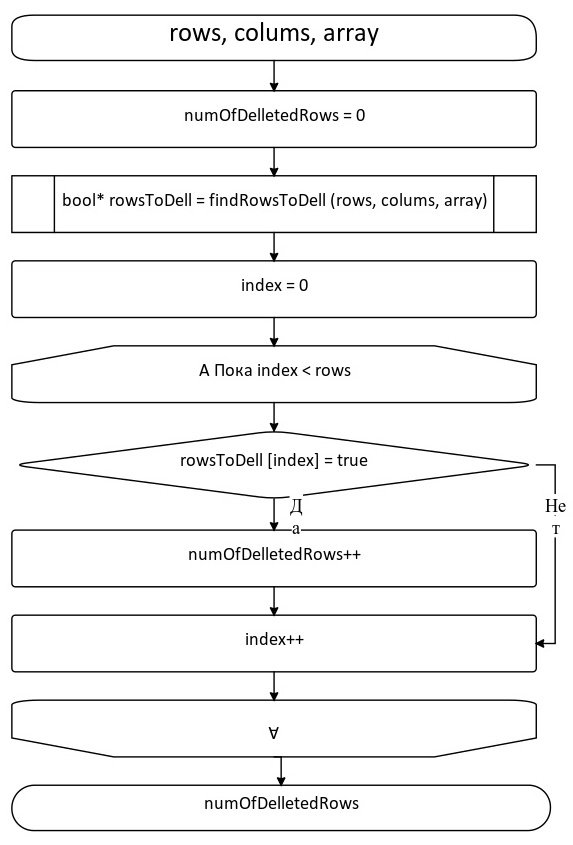 rows, colums, array
numOfDelletedRows = 0
bool* rowsToDell = findRowsToDell (rows, colums, array)
index = 0
А Пока index < rows
rowsToDell [index] = true
Д
а
Не
т
numOfDelletedRows++
index++
∀
numOfDelletedRows